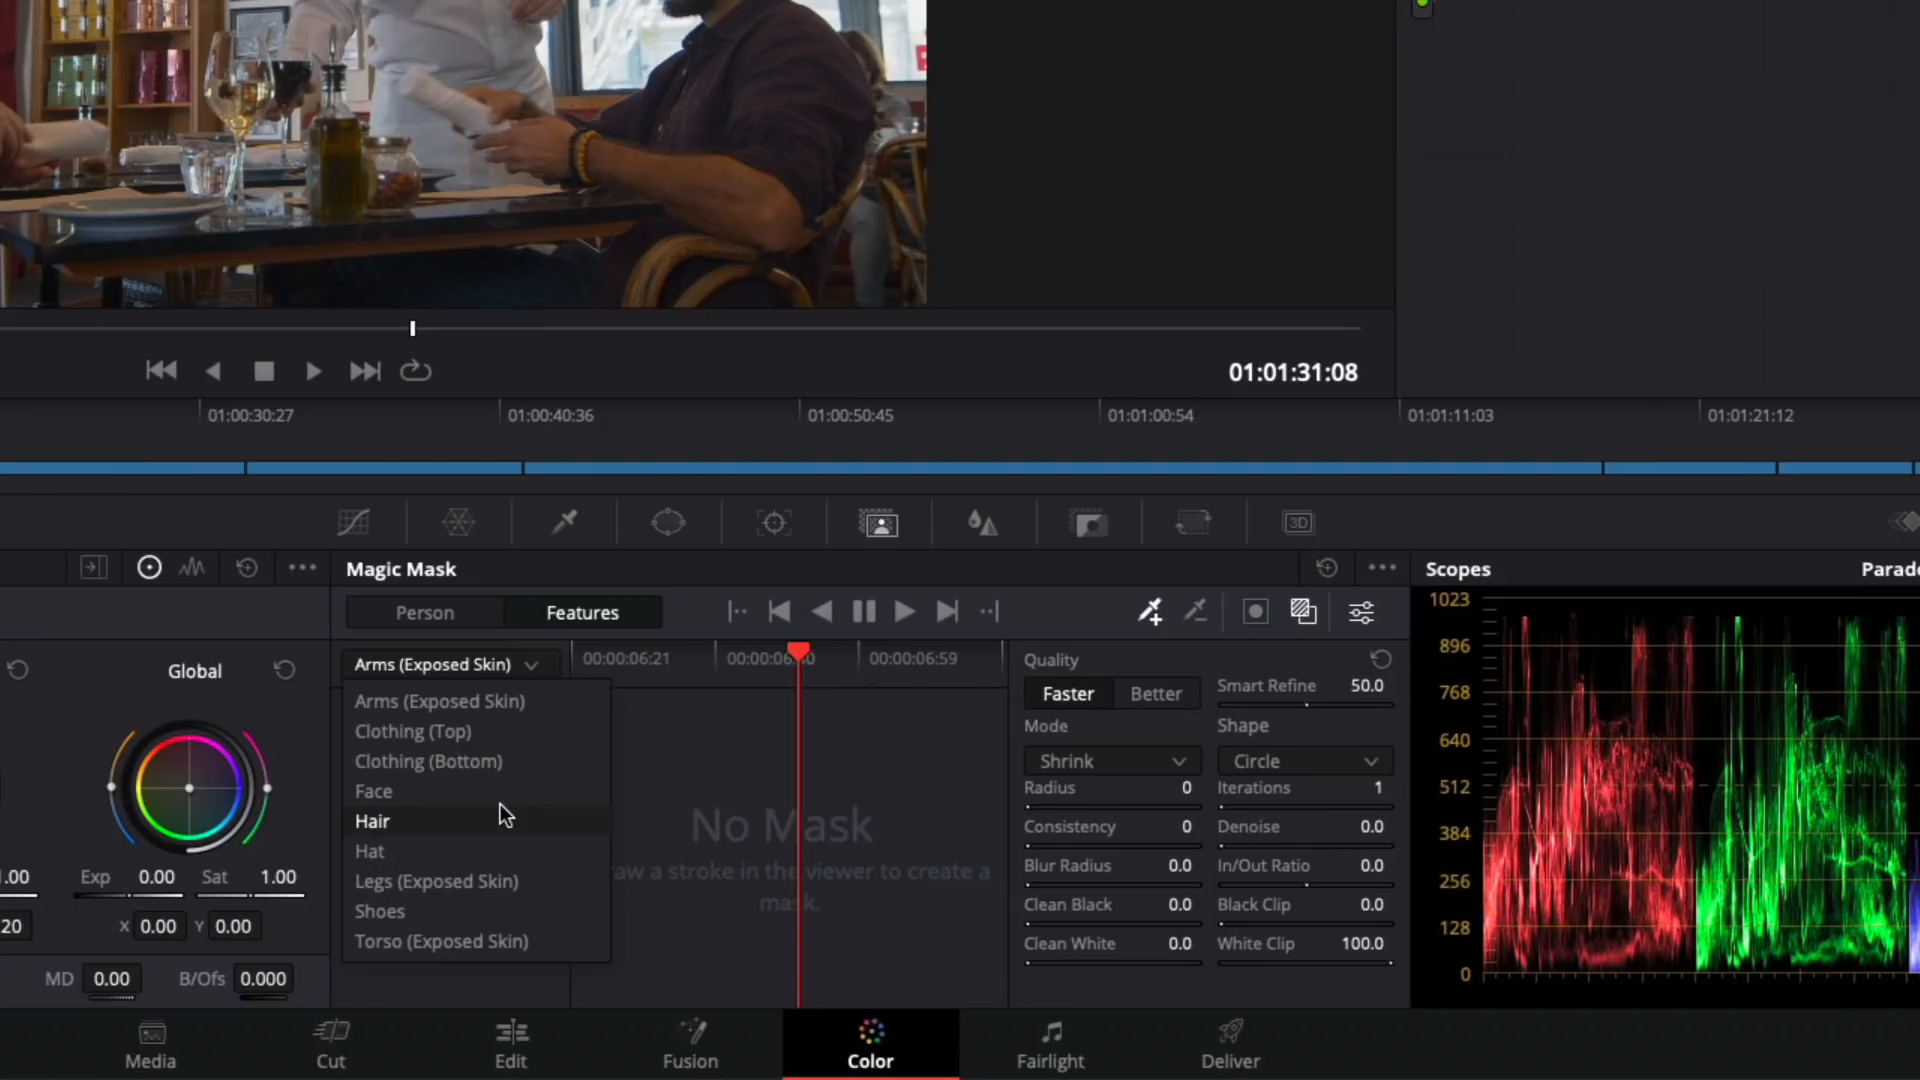 01:01:31:08
01:00:30:27
01:00:40:36
01:00:50:45
01:01:00:54
01:01:11:03
01:01:21:12
3D
Magic Mask
Scopes
Person
Features
1023
896
768
640
512
384
256
128
0
Global
Arms (Exposed Skin)
00:00:06:21
00:00:06:59
Quality
Faster
Better
Smart Refine
50.0
Arms (Exposed Skin)
Clothing (Top)
Clothing (Bottom)
Face
Hair
Hat
Legs (Exposed Skin)
Shoes
Torso (Exposed Skin)
No Mask
stroke in the viewer to create a
mask.
Mode
Shape
Shrink
Circle
Radius
0
Iterations
1
Consistency
0
Denoise
0.0
Blur Radius
0.0
In/Out Ratio
0.0
Clean Black
0.0
Black Clip
0.0
Clean White
0.0
White Clip
100.0
Exp
0.00
Sat
1.00
X
0.00
Y
0.00
MD
0.00
B/Ofs
0.000
Media
Cut
Edit
Fusion
Color
Fairlight
Deliver